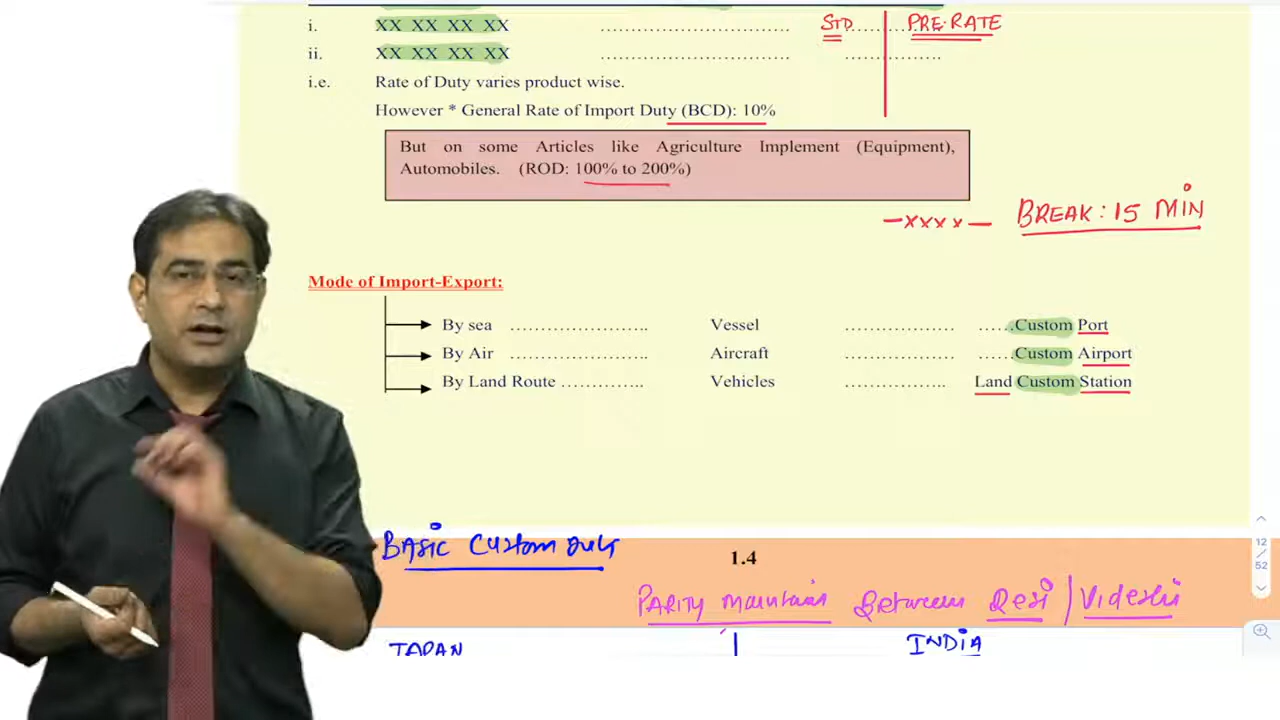 i. XX XX XX XX ................................. STD................ PRE.RATE
ii. XX XX XX XX ................................. .................
i.e. Rate of Duty varies product wise.
However * General Rate of Import Duty (BCD): 10%
But on some Articles like Agriculture Implement (Equipment),
Automobiles. (ROD: 100% to 200%)
-xxxx- BREAK: 15 MIN
Mode of Import-Export:
By sea ........................ Vessel ................... ......Custom Port
By Air ........................ Aircraft ................... ......Custom Airport
By Land Route ............. Vehicles ................. Land Custom Station
BASIC Custom Duty
1.4
12
/
52
PARITY Maintain Between Desi / Videshi
JAPAN INDIA